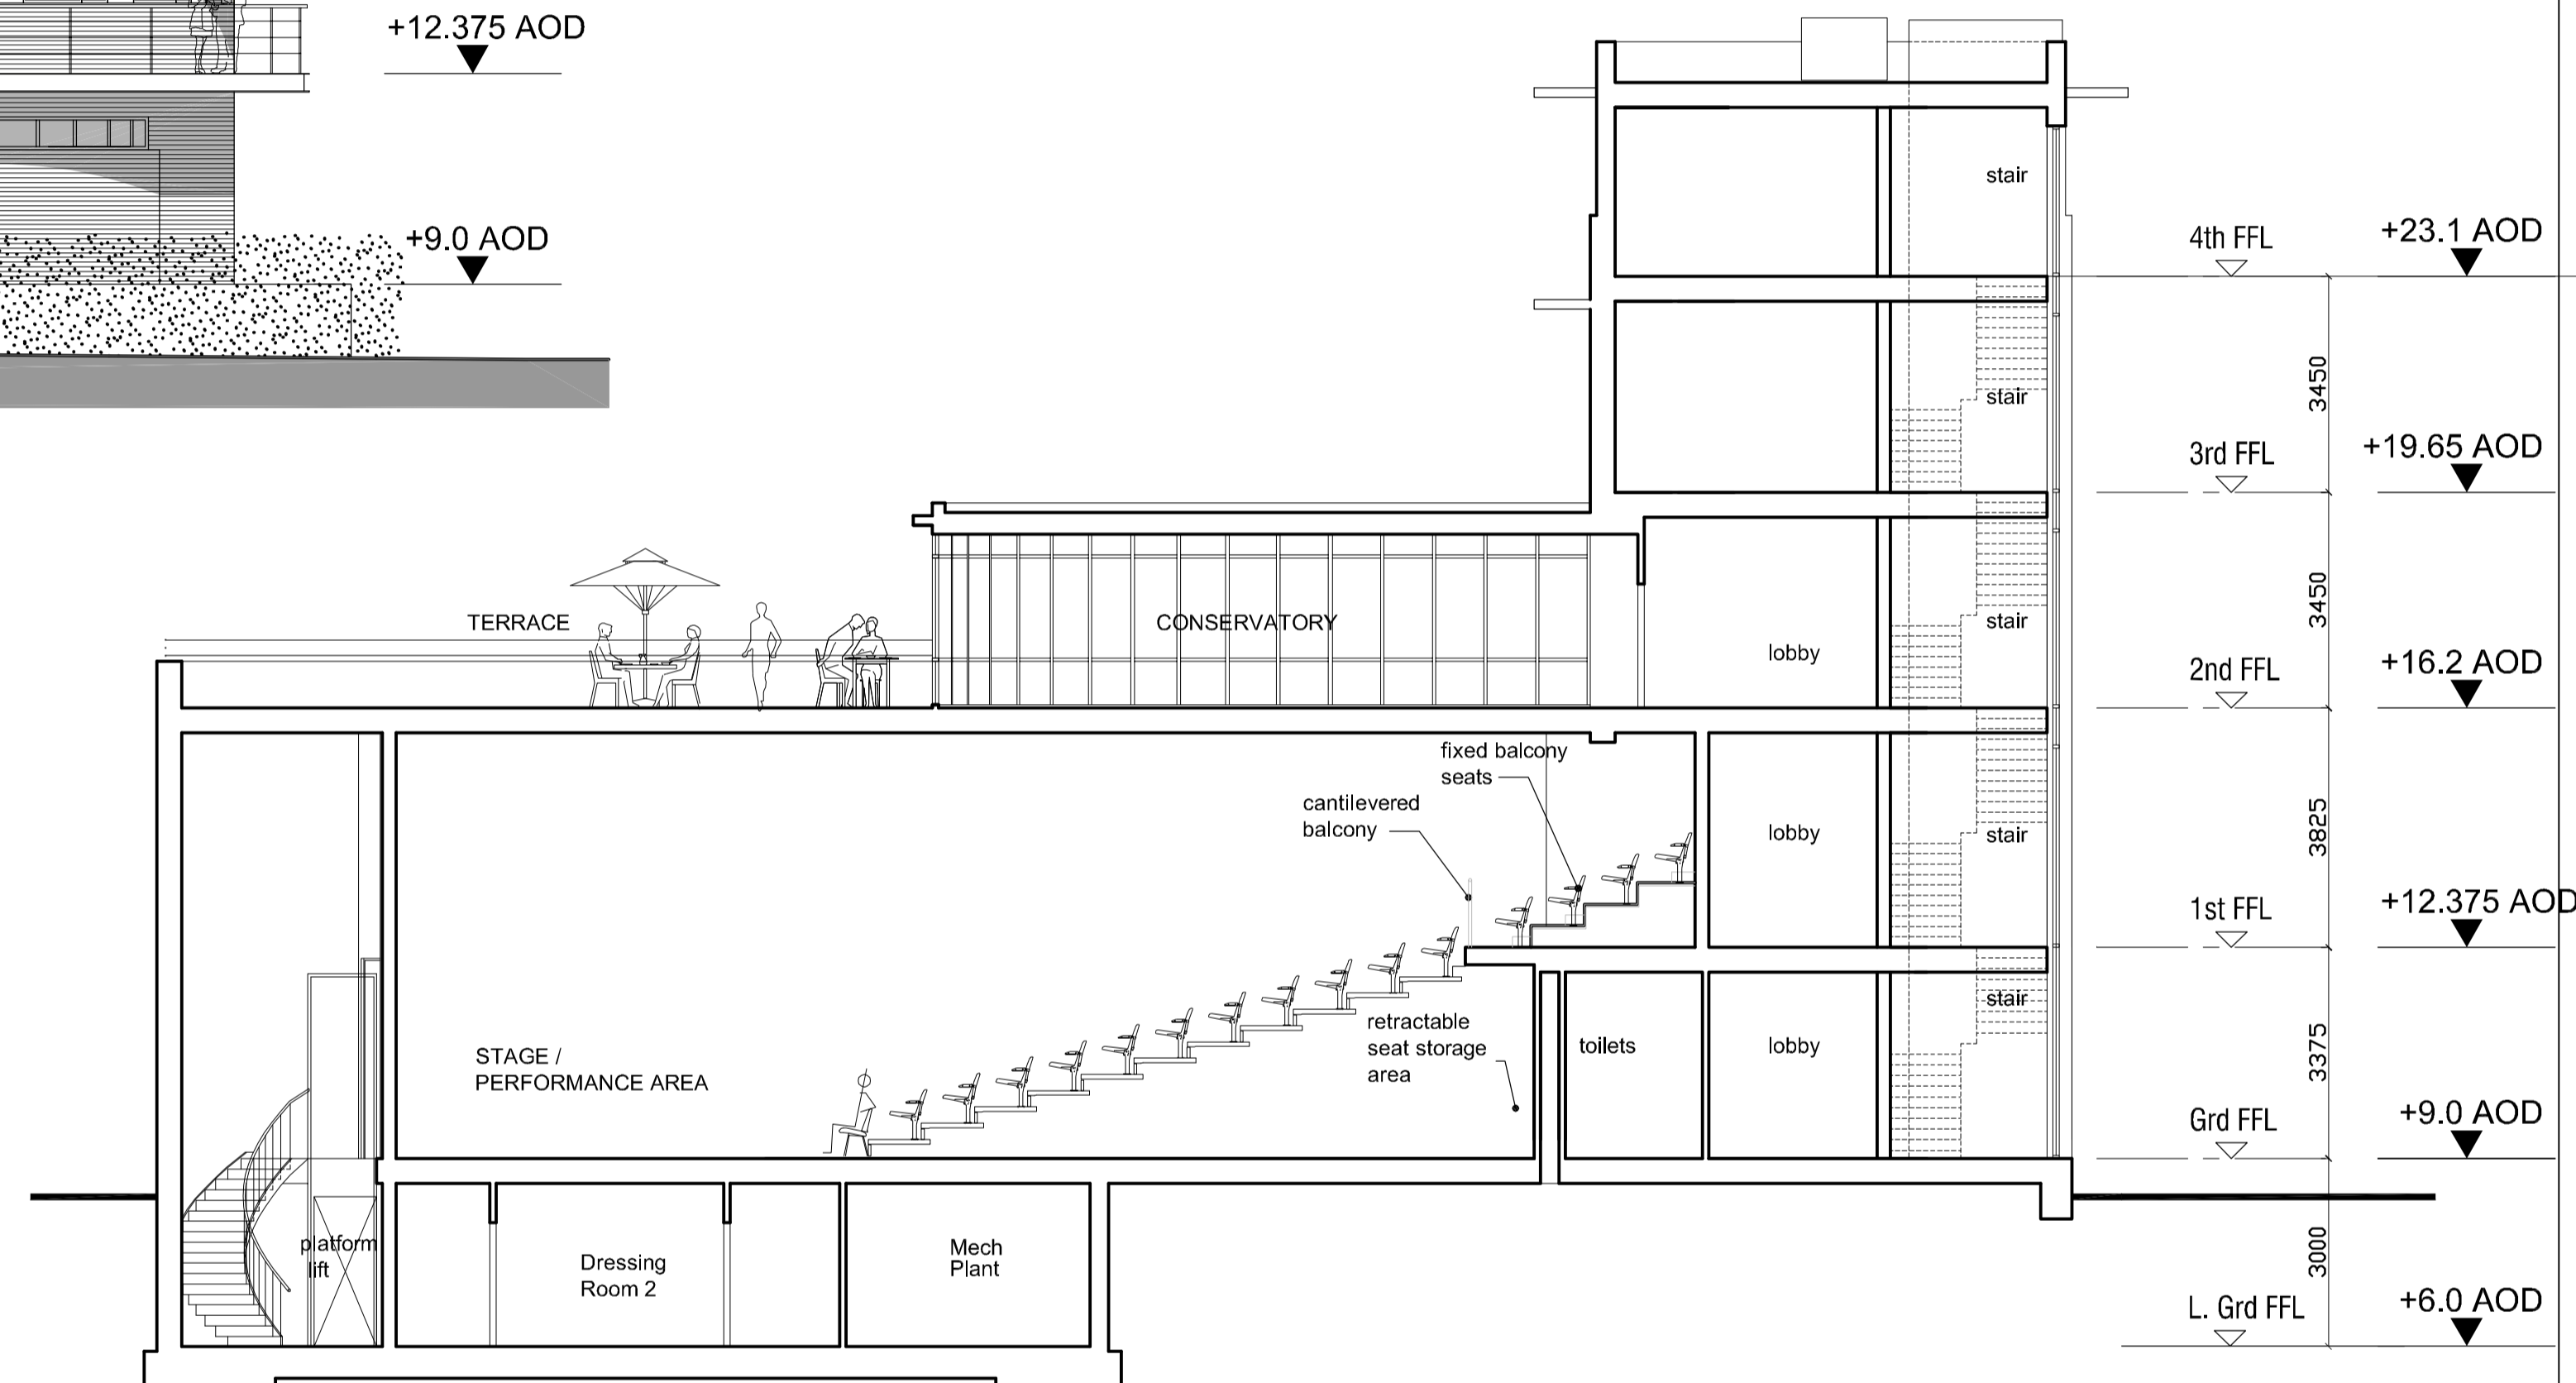 +12.375 AOD
+9.0 AOD
stair
4th FFL
+23.1 AOD
3450
stair
3rd FFL
+19.65 AOD
TERRACE
CONSERVATORY
lobby
stair
3450
2nd FFL
+16.2 AOD
fixed balcony
seats
cantilevered
balcony
lobby
stair
3825
1st FFL
+12.375 AOD
STAGE /
PERFORMANCE AREA
retractable
seat storage
area
toilets
lobby
stair
3375
Grd FFL
+9.0 AOD
platform
lift
Dressing
Room 2
Mech
Plant
3000
L. Grd FFL
+6.0 AOD